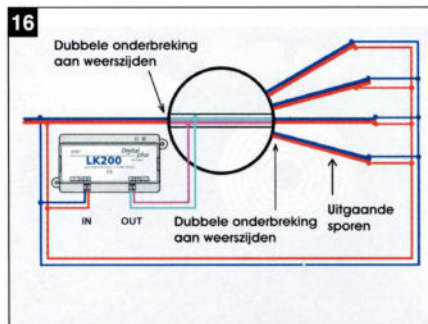 16
Dubbele onderbreking
aan weerszijden
Digital
plus
LK200
IN
OUT
Dubbele onderbreking
aan weerszijden
Uitgaande
sporen